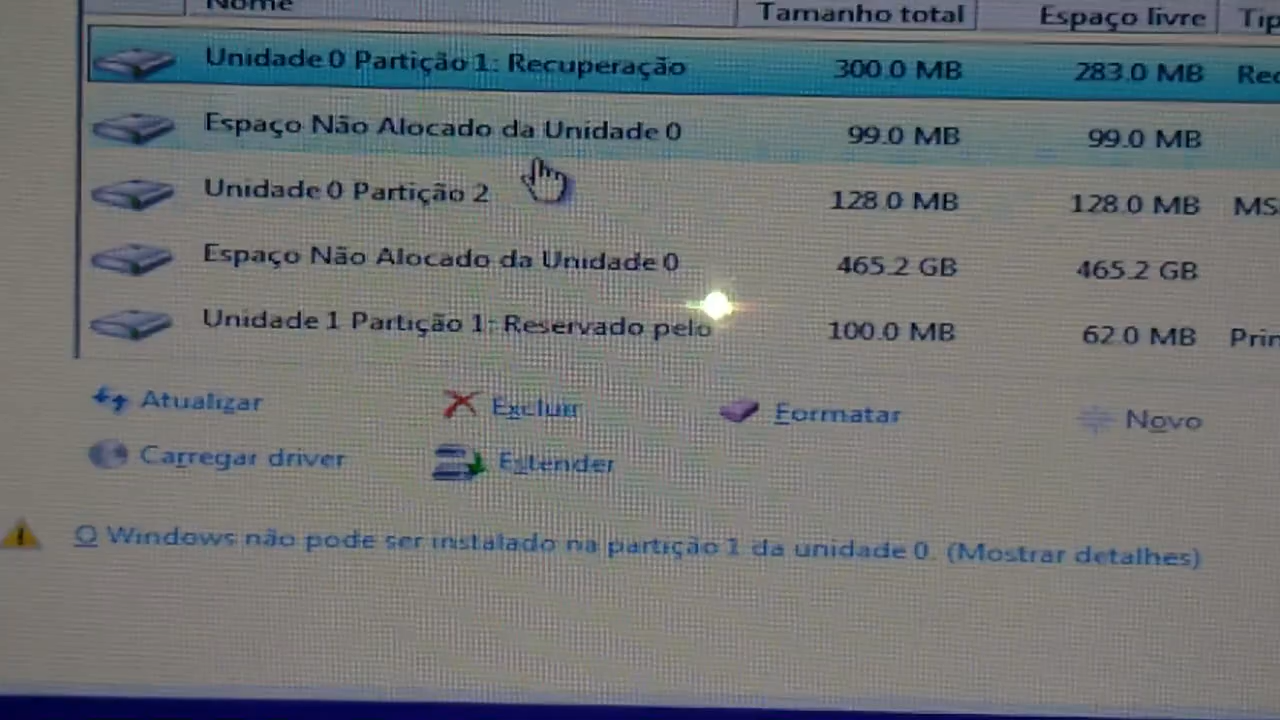 Nome Tamanho total Espaço livre Tip
Unidade 0 Partição 1: Recuperação 300.0 MB 283.0 MB Rec
Espaço Não Alocado da Unidade 0 99.0 MB 99.0 MB
Unidade 0 Partição 2 128.0 MB 128.0 MB MS
Espaço Não Alocado da Unidade 0 465.2 GB 465.2 GB
Unidade 1 Partição 1: Reservado pelo 100.0 MB 62.0 MB Prin
Atualizar Excluir Formatar Novo
Carregar driver Estender
O Windows não pode ser instalado na partição 1 da unidade 0. (Mostrar detalhes)